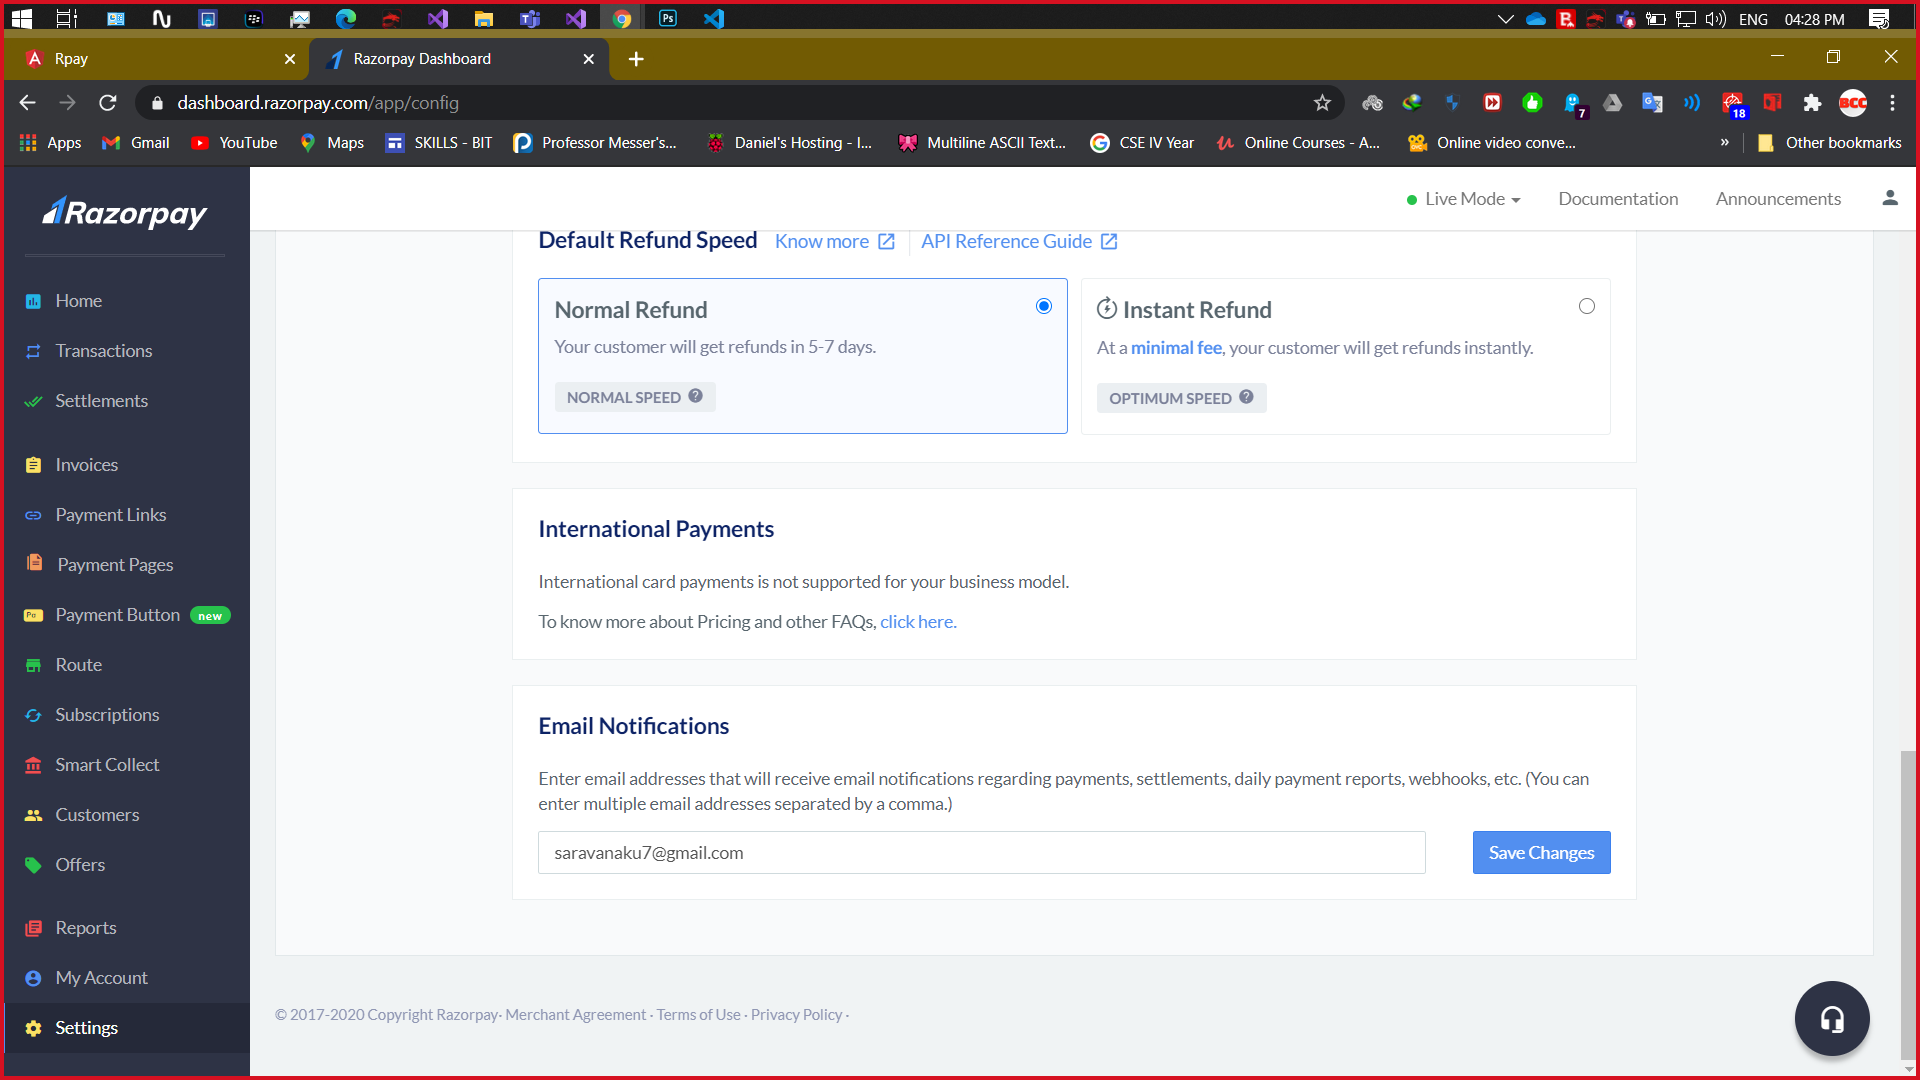 ENG
04:28 PM
Rpay
Razorpay Dashboard
dashboard.razorpay.com/app/config
7
18
BCC
Apps
Gmail
YouTube
Maps
SKILLS - BIT
Professor Messer's...
Daniel's Hosting - I...
Multiline ASCII Text...
CSE IV Year
Online Courses - A...
Online video conve...
»
Other bookmarks
Razorpay
Live Mode
Documentation
Announcements
Home
Transactions
Settlements
Invoices
Payment Links
Payment Pages
Payment Button new
Route
Subscriptions
Smart Collect
Customers
Offers
Reports
My Account
Settings
Default Refund Speed
Know more
API Reference Guide
Normal Refund
Your customer will get refunds in 5-7 days.
NORMAL SPEED ?
Instant Refund
At a minimal fee, your customer will get refunds instantly.
OPTIMUM SPEED ?
International Payments
International card payments is not supported for your business model.
To know more about Pricing and other FAQs, click here.
Email Notifications
Enter email addresses that will receive email notifications regarding payments, settlements, daily payment reports, webhooks, etc. (You can
enter multiple email addresses separated by a comma.)
saravanaku7@gmail.com
Save Changes
© 2017-2020 Copyright Razorpay· Merchant Agreement · Terms of Use · Privacy Policy ·